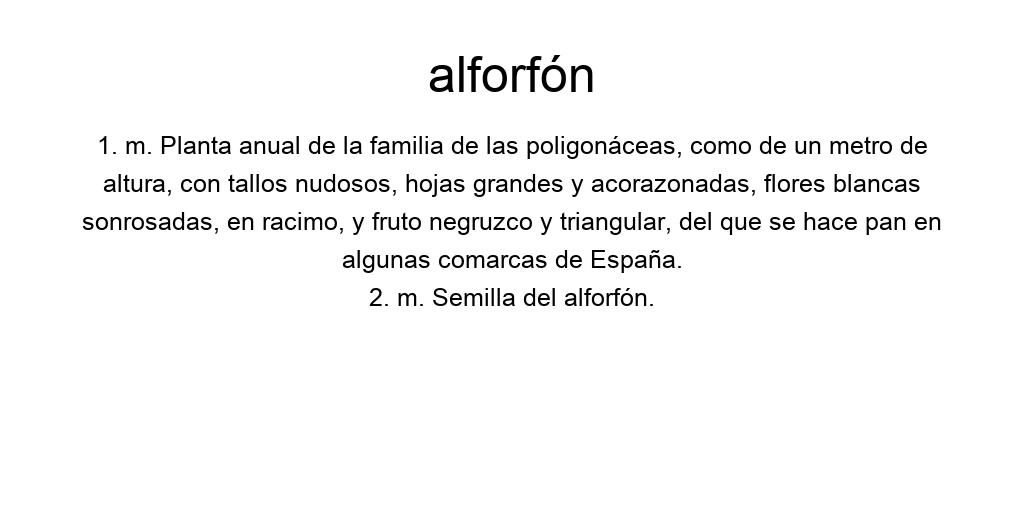 alforfón
1. m. Planta anual de la familia de las poligonáceas, como de un metro de
altura, con tallos nudosos, hojas grandes y acorazonadas, flores blancas
sonrosadas, en racimo, y fruto negruzco y triangular, del que se hace pan en
algunas comarcas de España.
2. m. Semilla del alforfón.